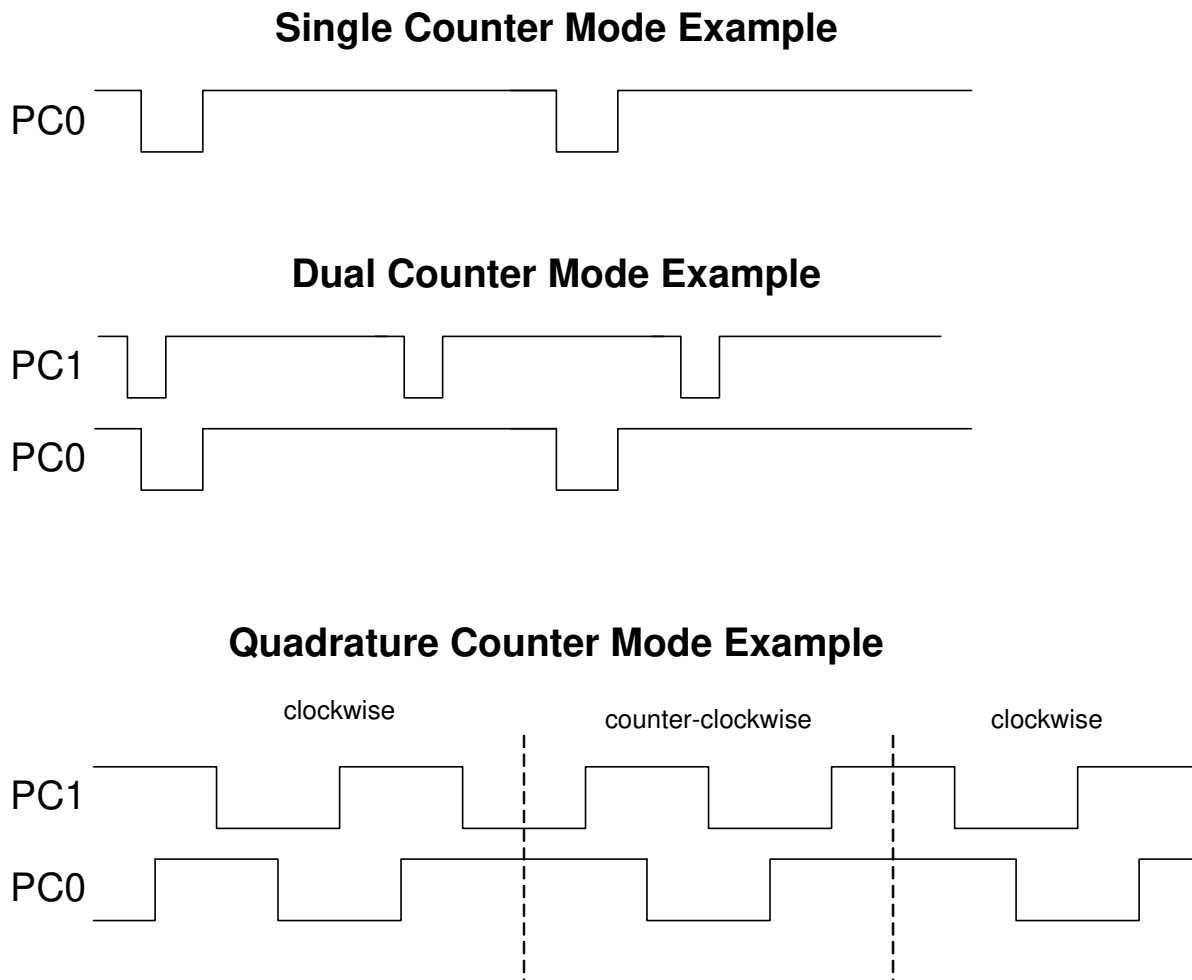 Single Counter Mode Example
PC0
Dual Counter Mode Example
PC1
PC0
Quadrature Counter Mode Example
clockwise counter-clockwise clockwise
PC1
PC0